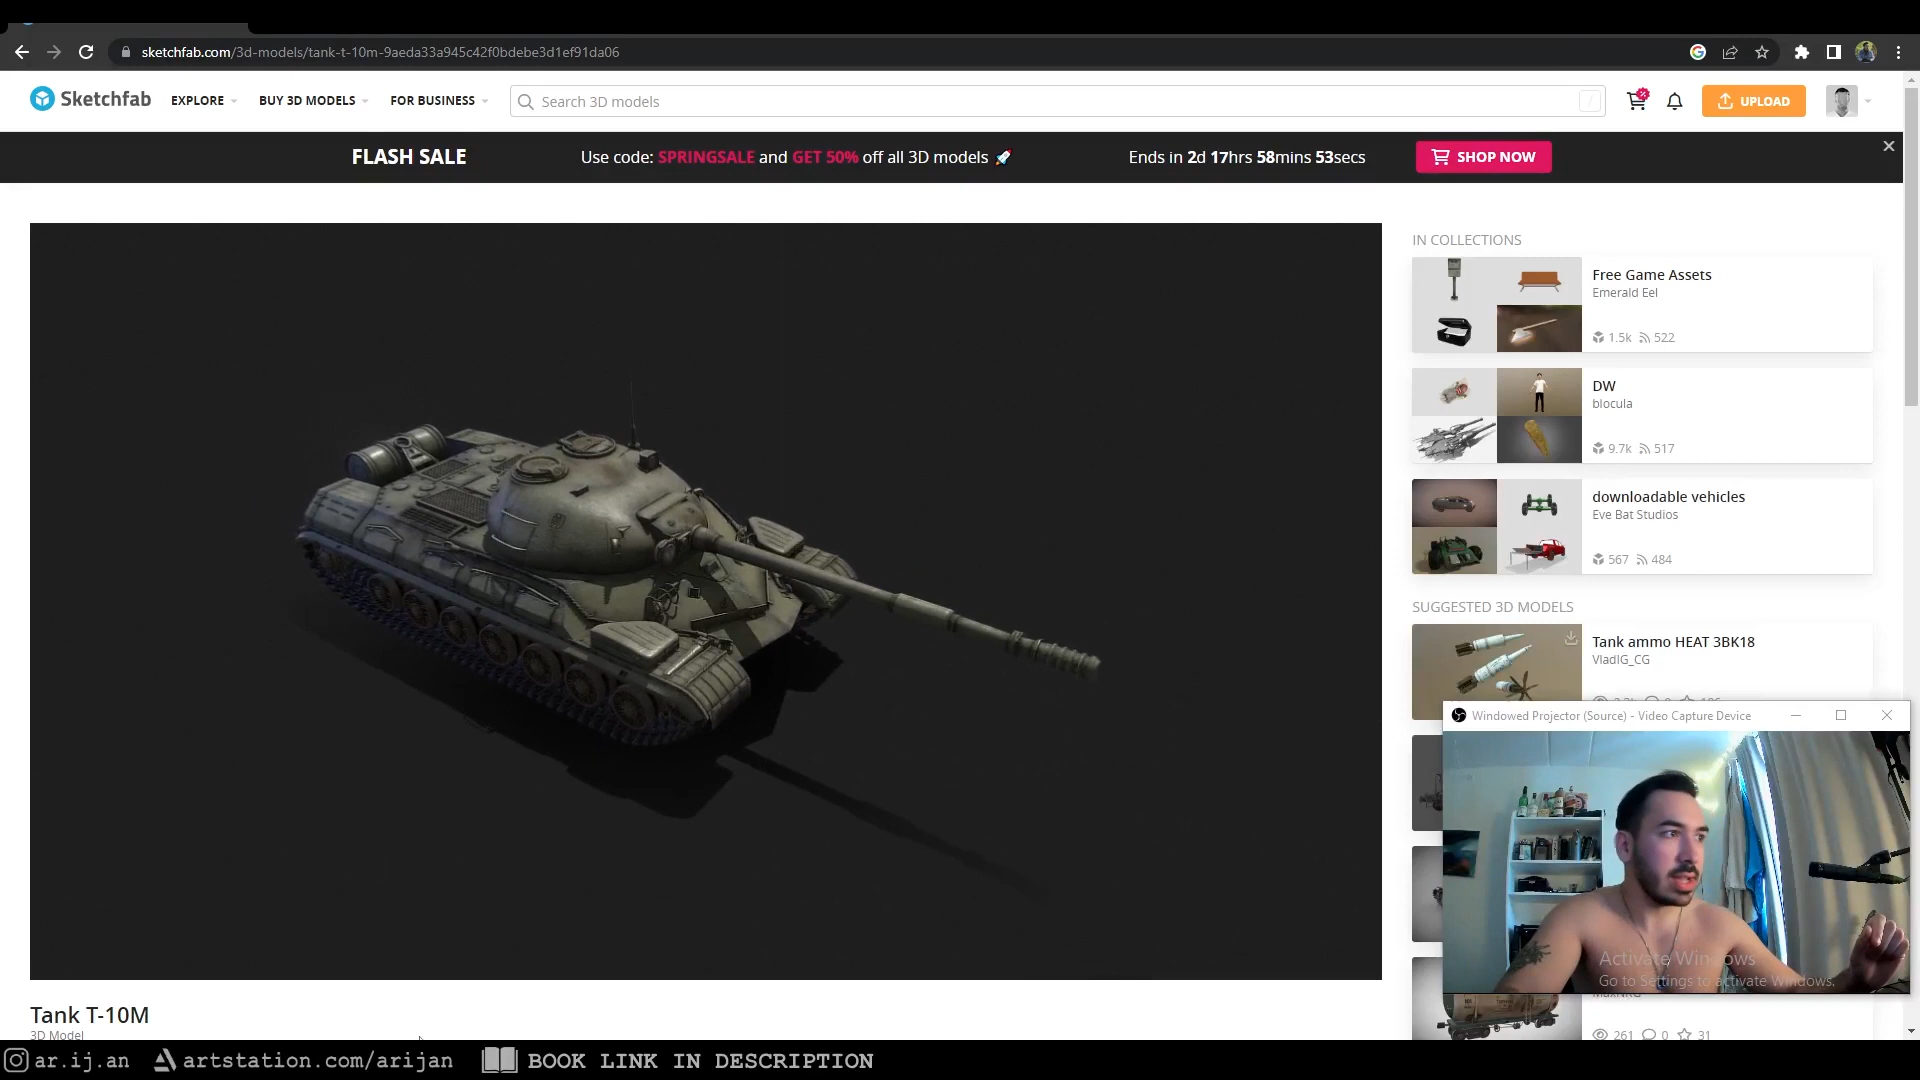 sketchfab.com/3d-models/tank-t-10m-9aeda33a945c42f0bdebe3d1ef91da06
Sketchfab
EXPLORE
BUY 3D MODELS
FOR BUSINESS
Search 3D models
/
UPLOAD
FLASH SALE
Use code: SPRINGSALE and GET 50% off all 3D models 🚀
Ends in 2d 17hrs 58mins 53secs
SHOP NOW
IN COLLECTIONS
Free Game Assets
Emerald Eel
1.5k 522
DW
blocula
9.7k 517
downloadable vehicles
Eve Bat Studios
567 484
SUGGESTED 3D MODELS
Tank ammo HEAT 3BK18
VladIG_CG
Windowed Projector (Source) - Video Capture Device
Activate Windows
Go to Settings to activate Windows.
261 0 31
Tank T-10M
3D Model
ar.ij.an
artstation.com/arijan
BOOK LINK IN DESCRIPTION